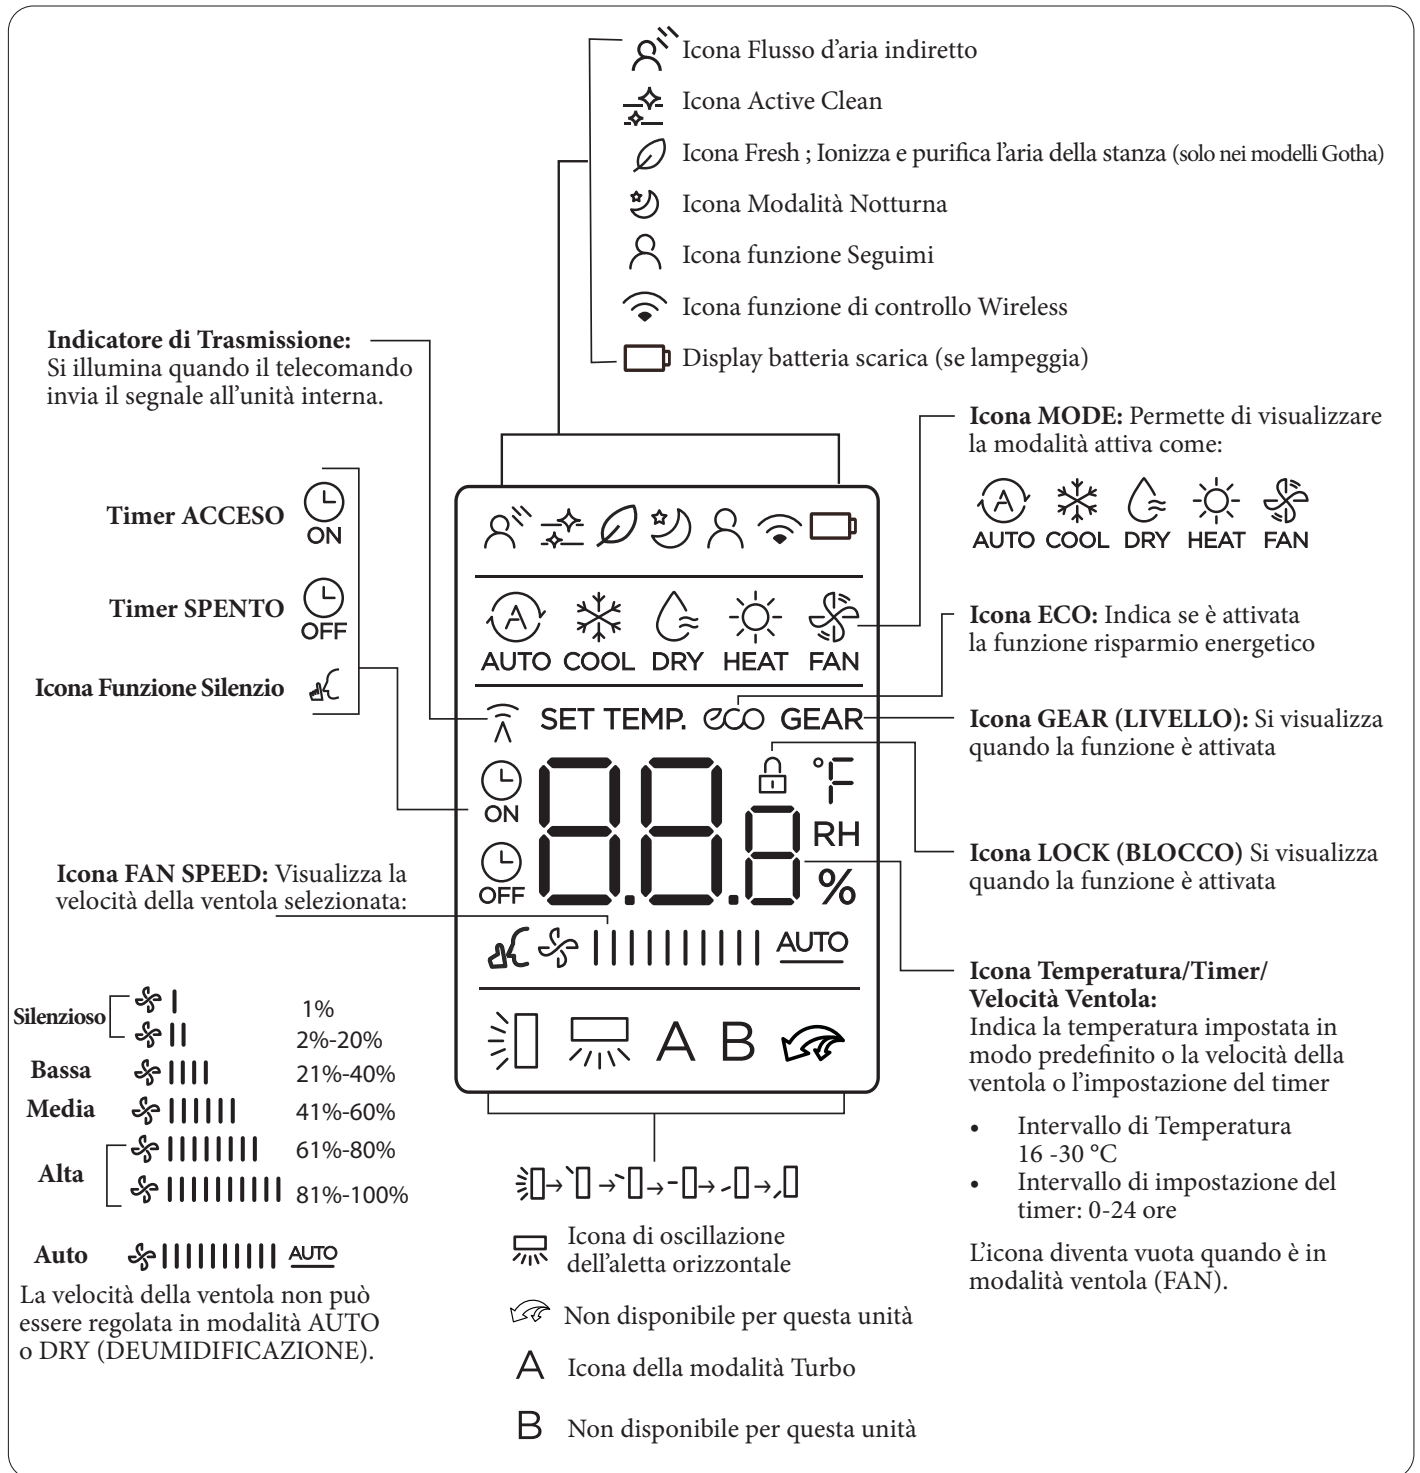 Icona Flusso d'aria indiretto
Icona Active Clean
Icona Fresh ; Ionizza e purifica l'aria della stanza (solo nei modelli Gotha)
Icona Modalità Notturna
Icona funzione Seguimi
Icona funzione di controllo Wireless
Display batteria scarica (se lampeggia)
Indicatore di Trasmissione:
Si illumina quando il telecomando
invia il segnale all'unità interna.
Timer ACCESO
ON
Timer SPENTO
OFF
Icona Funzione Silenzio
Icona FAN SPEED: Visualizza la
velocità della ventola selezionata:
Silenzioso
1%
2%-20%
Bassa
21%-40%
Media
41%-60%
Alta
61%-80%
81%-100%
Auto
AUTO
La velocità della ventola non può
essere regolata in modalità AUTO
o DRY (DEUMIDIFICAZIONE).
A
AUTO COOL DRY HEAT FAN
SET TEMP. eco GEAR
ON
OFF
88.8.
°F
RH
%
AUTO
A B
Icona di oscillazione
dell'aletta orizzontale
Non disponibile per questa unità
A Icona della modalità Turbo
B Non disponibile per questa unità
Icona MODE: Permette di visualizzare
la modalità attiva come:
A
AUTO COOL DRY HEAT FAN
Icona ECO: Indica se è attivata
la funzione risparmio energetico
Icona GEAR (LIVELLO): Si visualizza
quando la funzione è attivata
Icona LOCK (BLOCCO) Si visualizza
quando la funzione è attivata
Icona Temperatura/Timer/
Velocità Ventola:
Indica la temperatura impostata in
modo predefinito o la velocità della
ventola o l'impostazione del timer
• Intervallo di Temperatura
16 -30 °C
• Intervallo di impostazione del
timer: 0-24 ore
L'icona diventa vuota quando è in
modalità ventola (FAN).